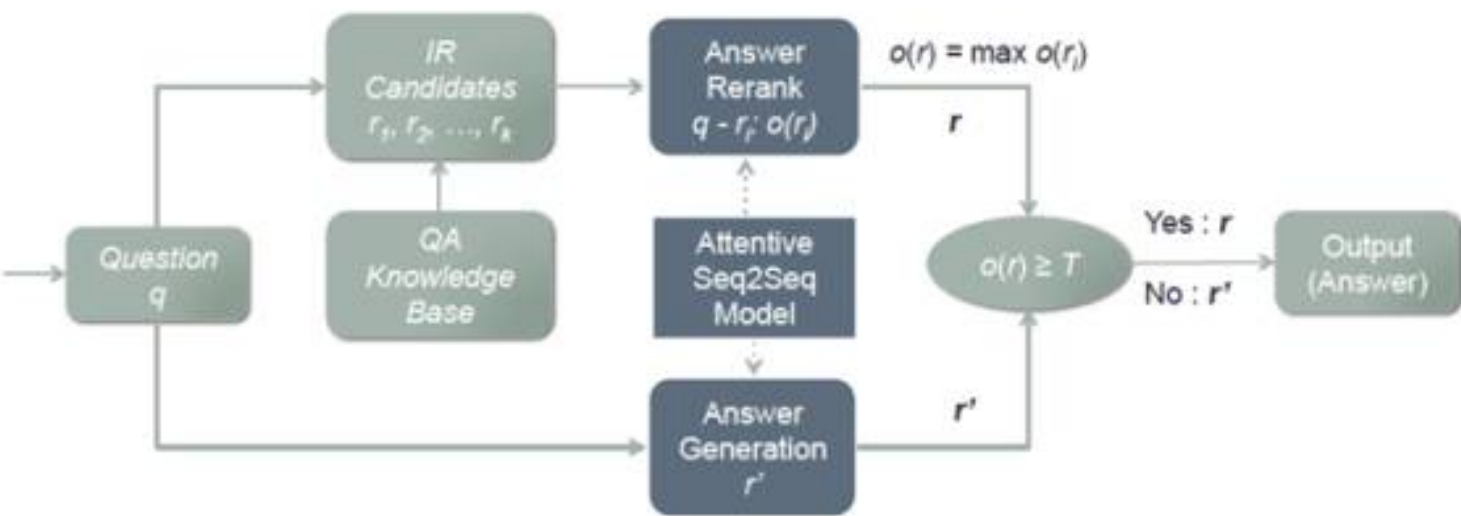 IR
Candidates
r₁, r₂, ..., rₖ
Answer
Rerank
q - rᵢ: o(rᵢ)
o(r) = max o(rᵢ)
r
Question
q
QA
Knowledge
Base
Attentive
Seq2Seq
Model
o(r) ≥ T
Yes : r
No : r'
Output
(Answer)
Answer
Generation
r'
r'